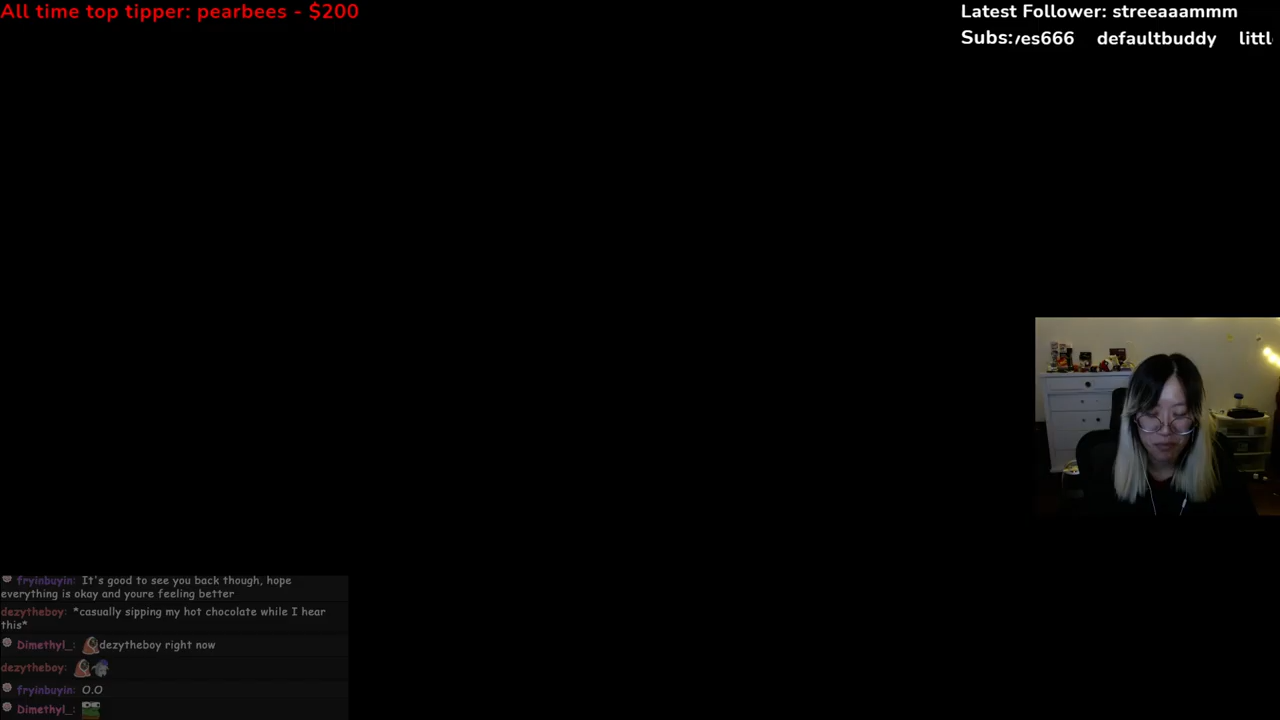 All time top tipper: pearbees - $200
Latest Follower: streeaaammm
Subs: es666 defaultbuddy littl
fryinbuyin: It's good to see you back though, hope
everything is okay and youre feeling better
dezytheboy: *casually sipping my hot chocolate while I hear
this*
Dimethyl_: dezytheboy right now
dezytheboy:
fryinbuyin: O.O
Dimethyl_: